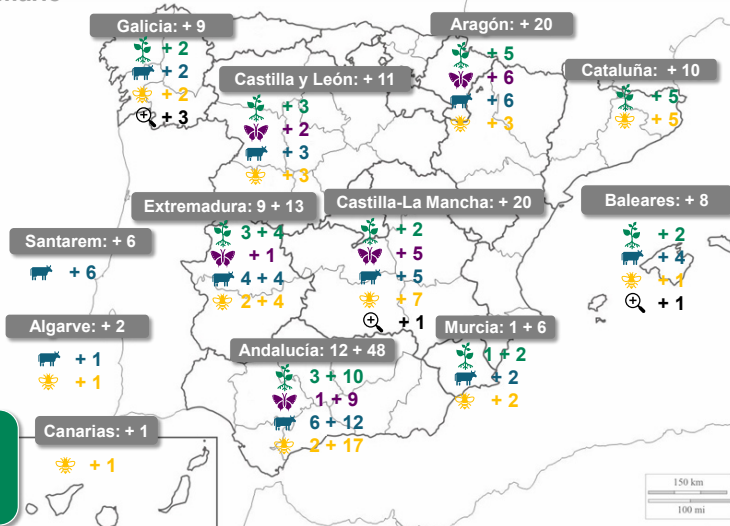 Galicia: + 9
+ 2
+ 2
+ 2
+ 3
Castilla y León: + 11
+ 3
+ 2
+ 3
+ 3
Aragón: + 20
+ 5
+ 6
+ 6
+ 3
Cataluña: + 10
+ 5
+ 5
Extremadura: 9 + 13
3 + 4
+ 1
4 + 4
2 + 4
Castilla-La Mancha: + 20
+ 2
+ 5
+ 5
+ 7
+ 1
Baleares: + 8
+ 2
+ 4
+ 1
+ 1
Santarem: + 6
+ 6
Algarve: + 2
+ 1
+ 1
Andalucía: 12 + 48
3 + 10
1 + 9
6 + 12
2 + 17
Murcia: 1 + 6
1 + 2
+ 2
+ 2
Canarias: + 1
+ 1
150 km
100 mi